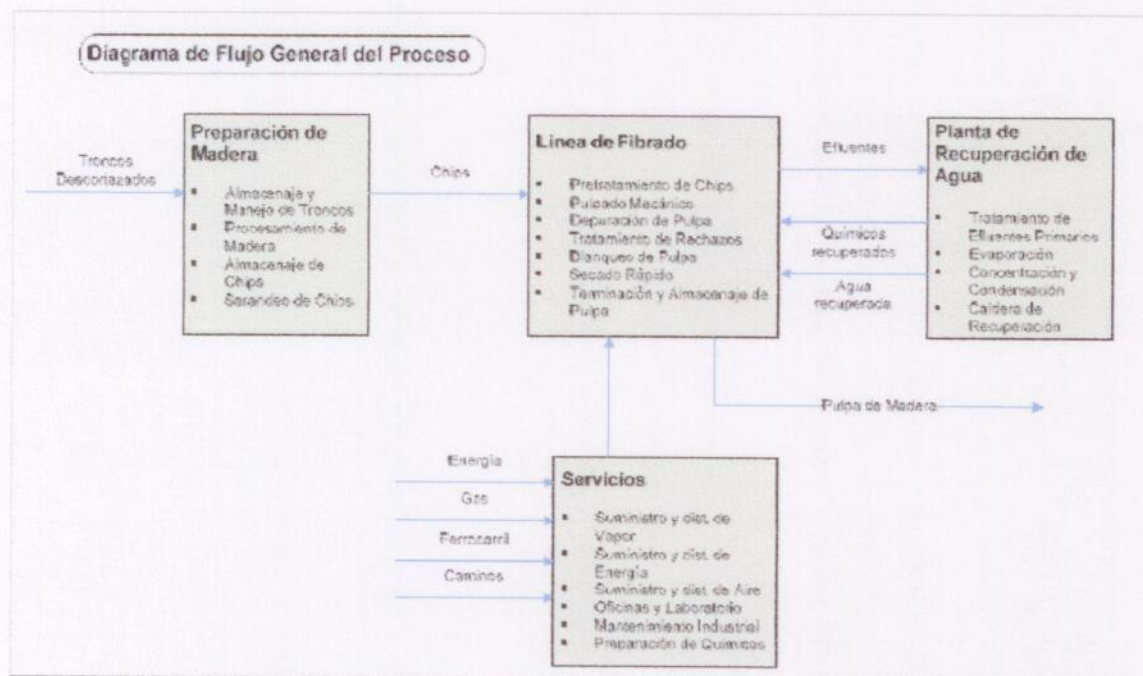 Diagrama de Flujo General del Proceso
Troncos
Descortezados
Preparación de
Madera
Almacenaje y
Manejo de Troncos
Procesamiento de
Madera
Almacenaje de
Chips
Sarandeo de Chips
Chips
Linea de Fibrado
Pretratamiento de Chips
Pulpado Mecánico
Depuración de Pulpa
Tratamiento de Rechazos
Blanqueo de Pulpa
Secado Rápido
Terminación y Almacenaje de
Pulpa
Efluentes
Químicos
recuperados
Agua
recuperada
Planta de
Recuperación de
Agua
Tratamiento de
Efluentes Primarios
Evaporación
Concentración y
Condensación
Caldera de
Recuperación
Pulpa de Madera
Energía
Gas
Ferrocarril
Caminos
Servicios
Suministro y dist. de
Vapor
Suministro y dist. de
Energía
Suministro y dist. de Aire
Oficinas y Laboratorio
Mantenimiento Industrial
Preparación de Químicos